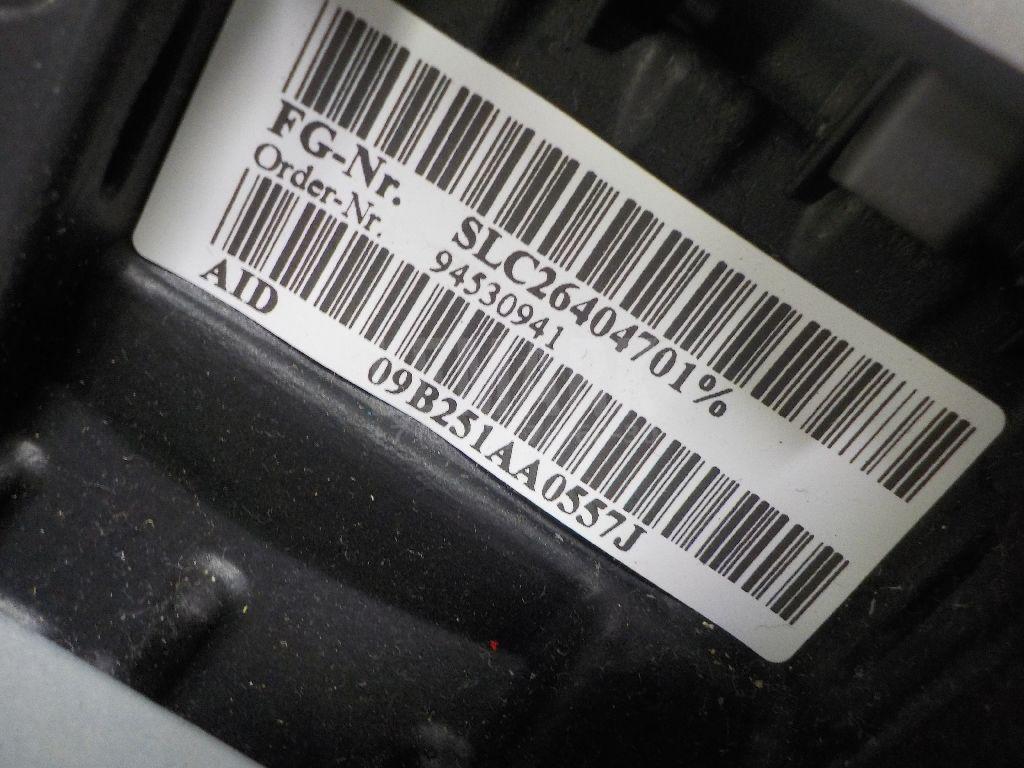 FG-Nr. SLC26404701%
Order-Nr. 94530941
AID 09B251AA0557J